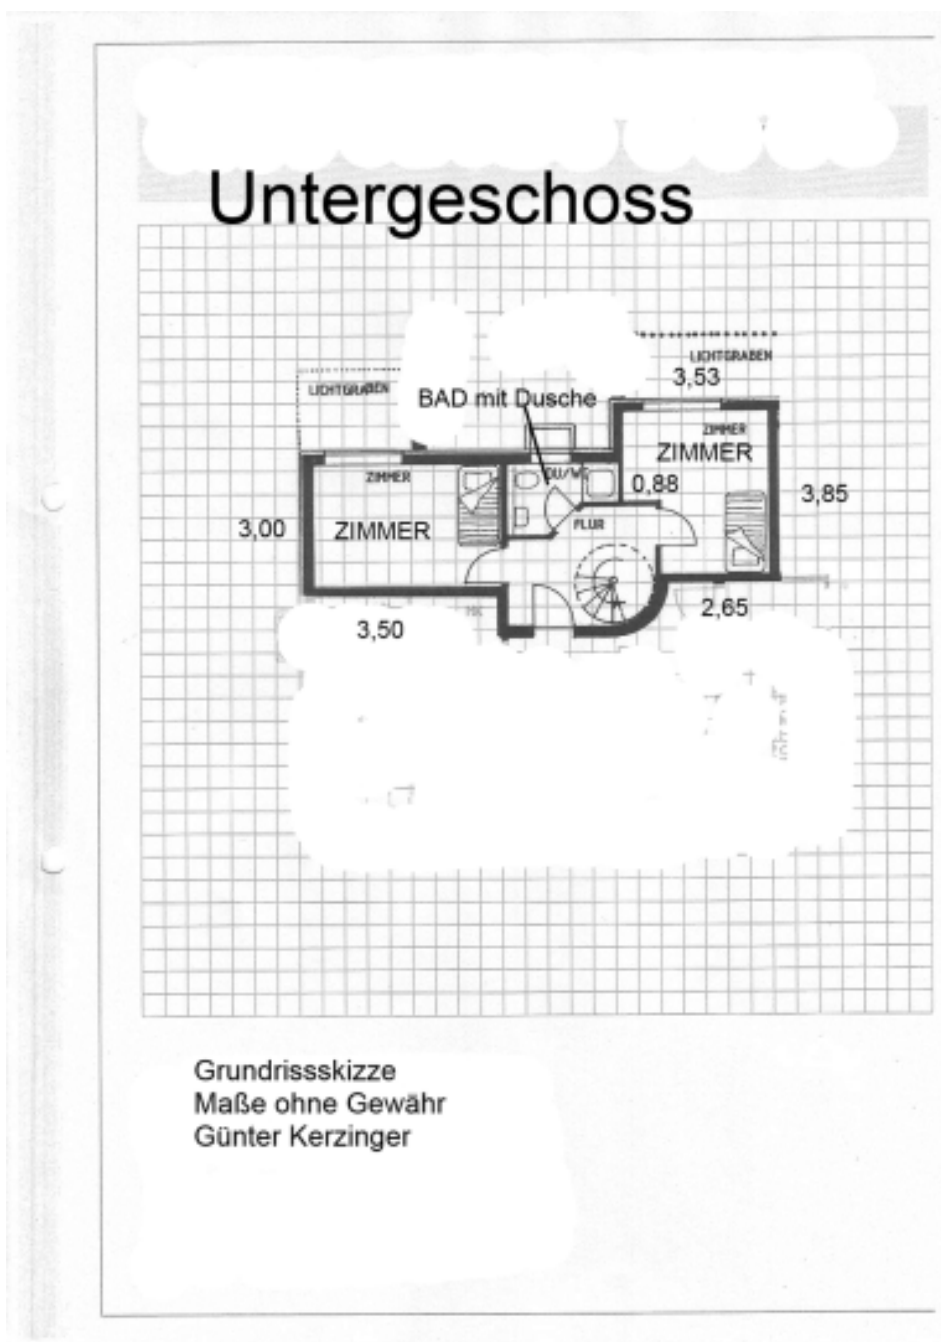 Untergeschoss
LICHTGRABEN
3,53
LICHTGRABEN
BAD mit Dusche
ZIMMER
ZIMMER
ZIMMER
DU/WC
0,88
3,85
3,00
ZIMMER
FLUR
2,65
3,50
Grundrissskizze
Maße ohne Gewähr
Günter Kerzinger